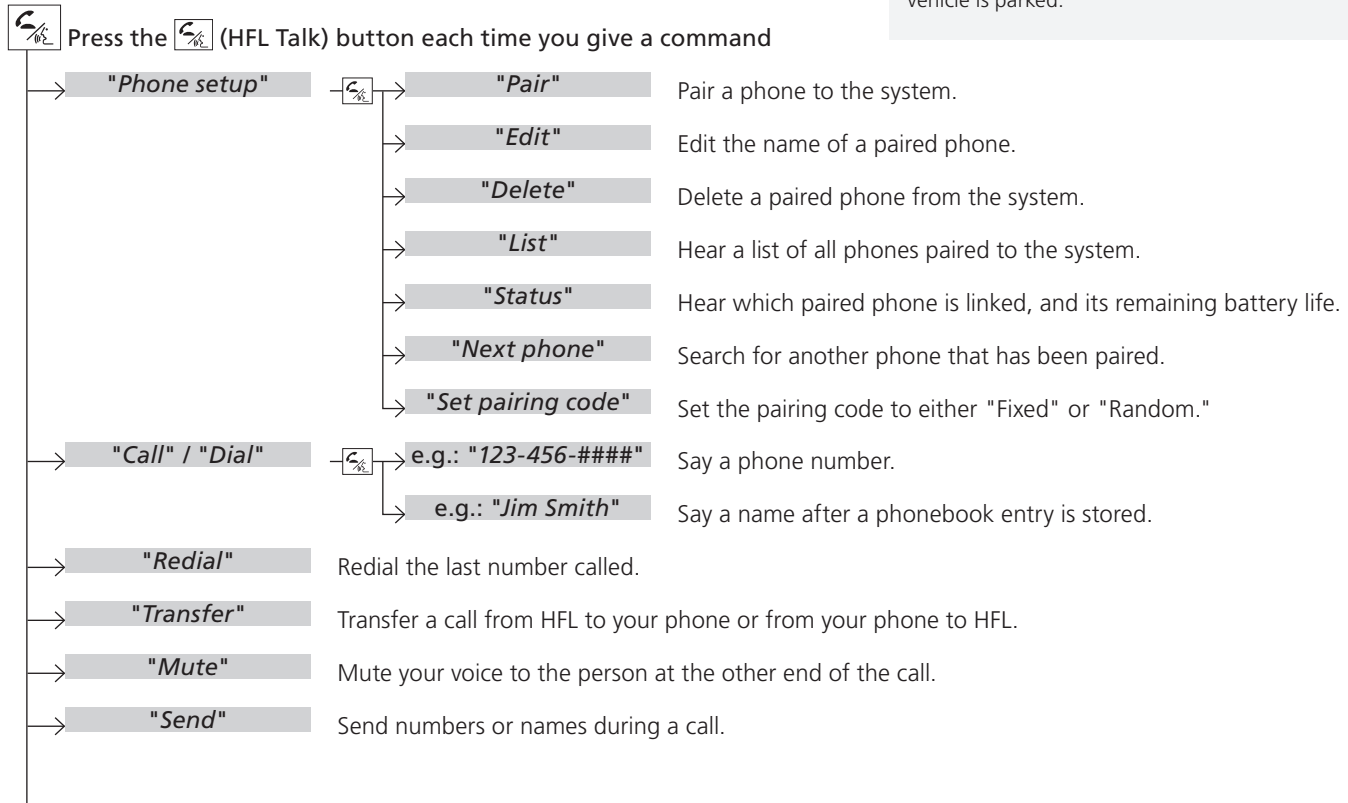 vehicle is parked.
Press the (HFL Talk) button each time you give a command
"Phone setup"
"Pair" Pair a phone to the system.
"Edit" Edit the name of a paired phone.
"Delete" Delete a paired phone from the system.
"List" Hear a list of all phones paired to the system.
"Status" Hear which paired phone is linked, and its remaining battery life.
"Next phone" Search for another phone that has been paired.
"Set pairing code" Set the pairing code to either "Fixed" or "Random."
"Call" / "Dial"
e.g.: "123-456-####" Say a phone number.
e.g.: "Jim Smith" Say a name after a phonebook entry is stored.
"Redial" Redial the last number called.
"Transfer" Transfer a call from HFL to your phone or from your phone to HFL.
"Mute" Mute your voice to the person at the other end of the call.
"Send" Send numbers or names during a call.